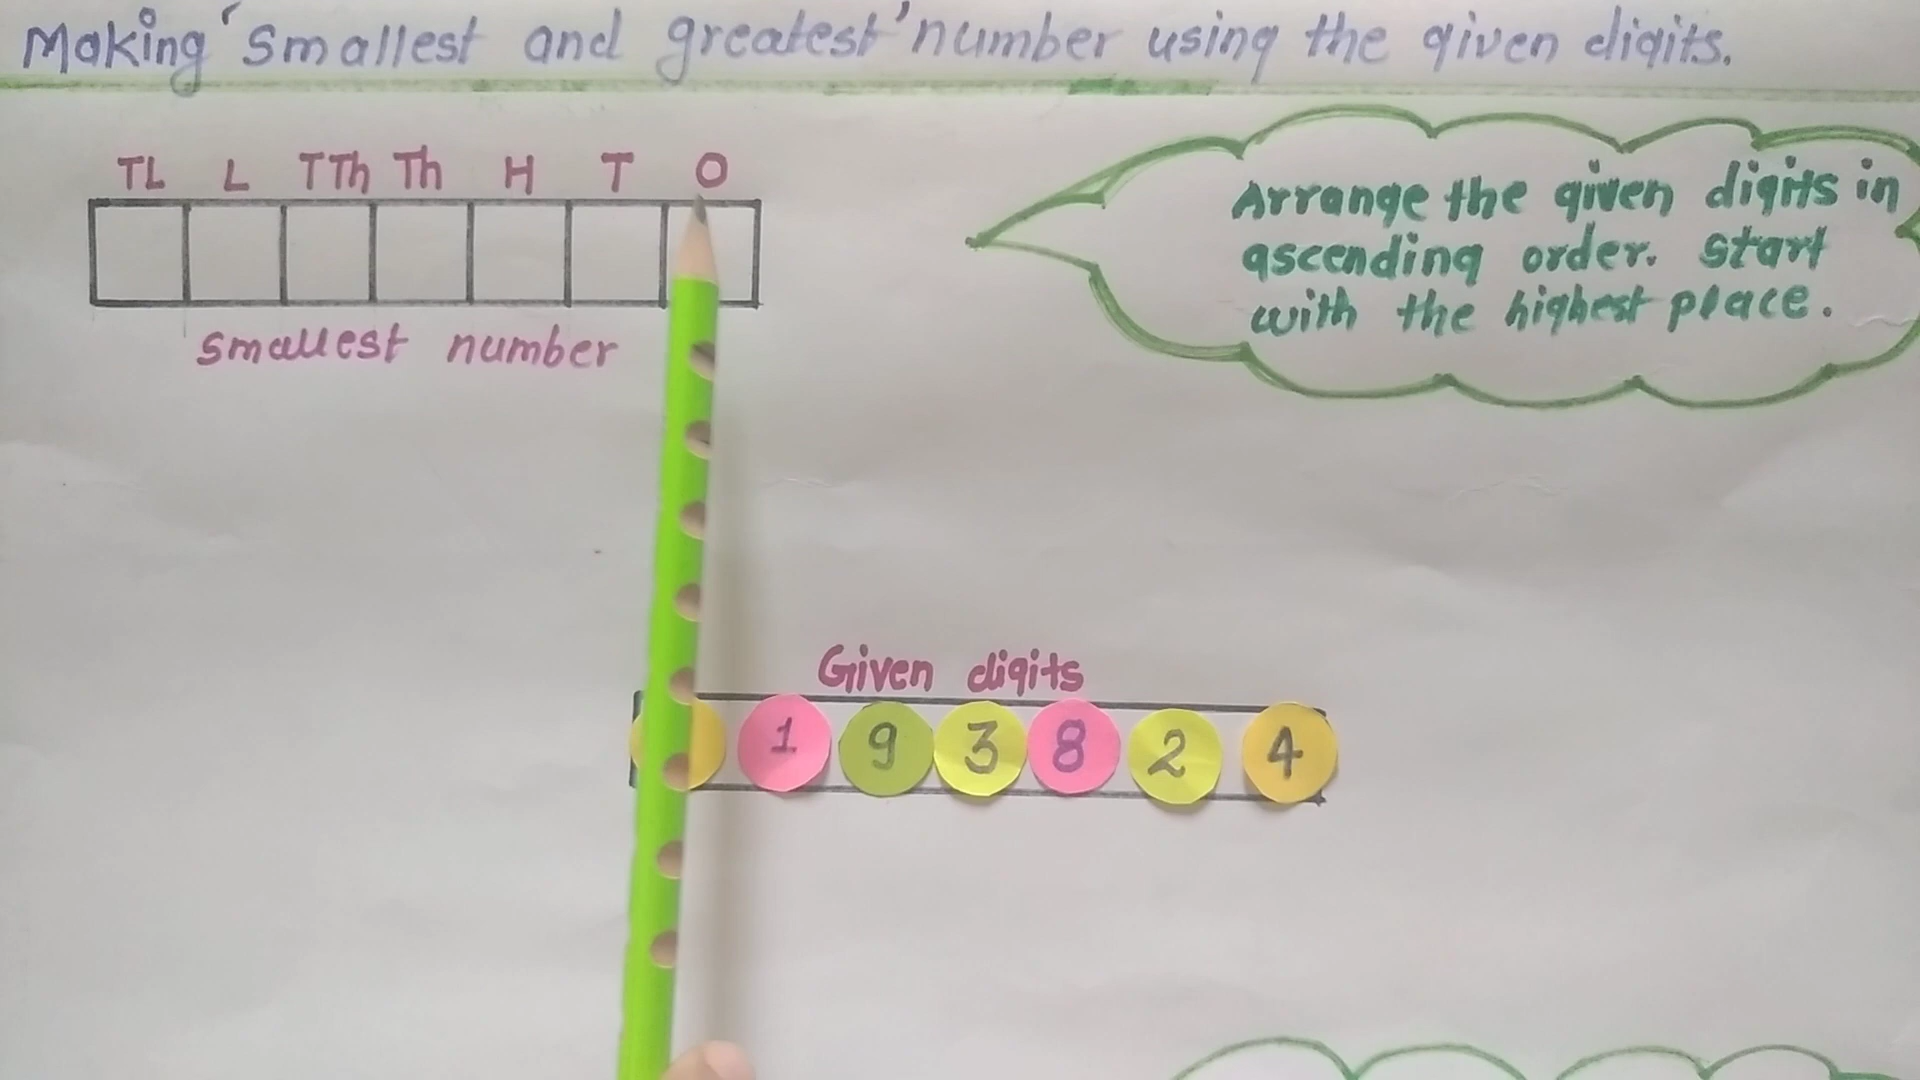 Making 'smallest and greatest' number using the given digits.
TL L TTh Th H T O
smallest number
Arrange the given digits in
ascending order. start
with the highest place.
Given digits
1 9 3 8 2 4